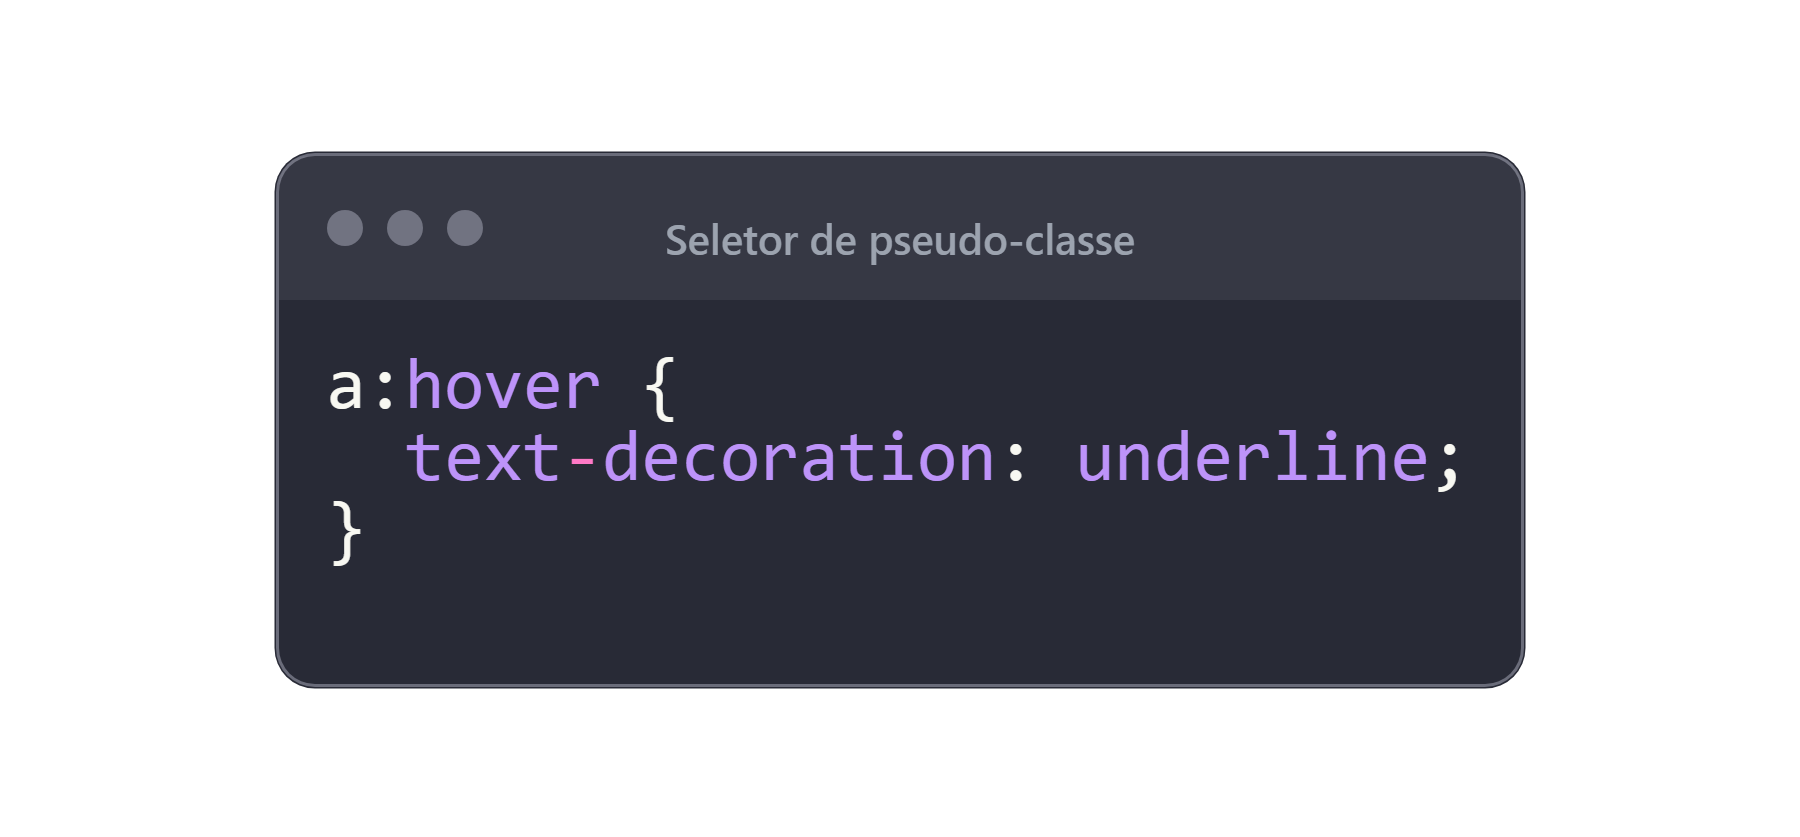 Seletor de pseudo-classe
a:hover {
  text-decoration: underline;
}